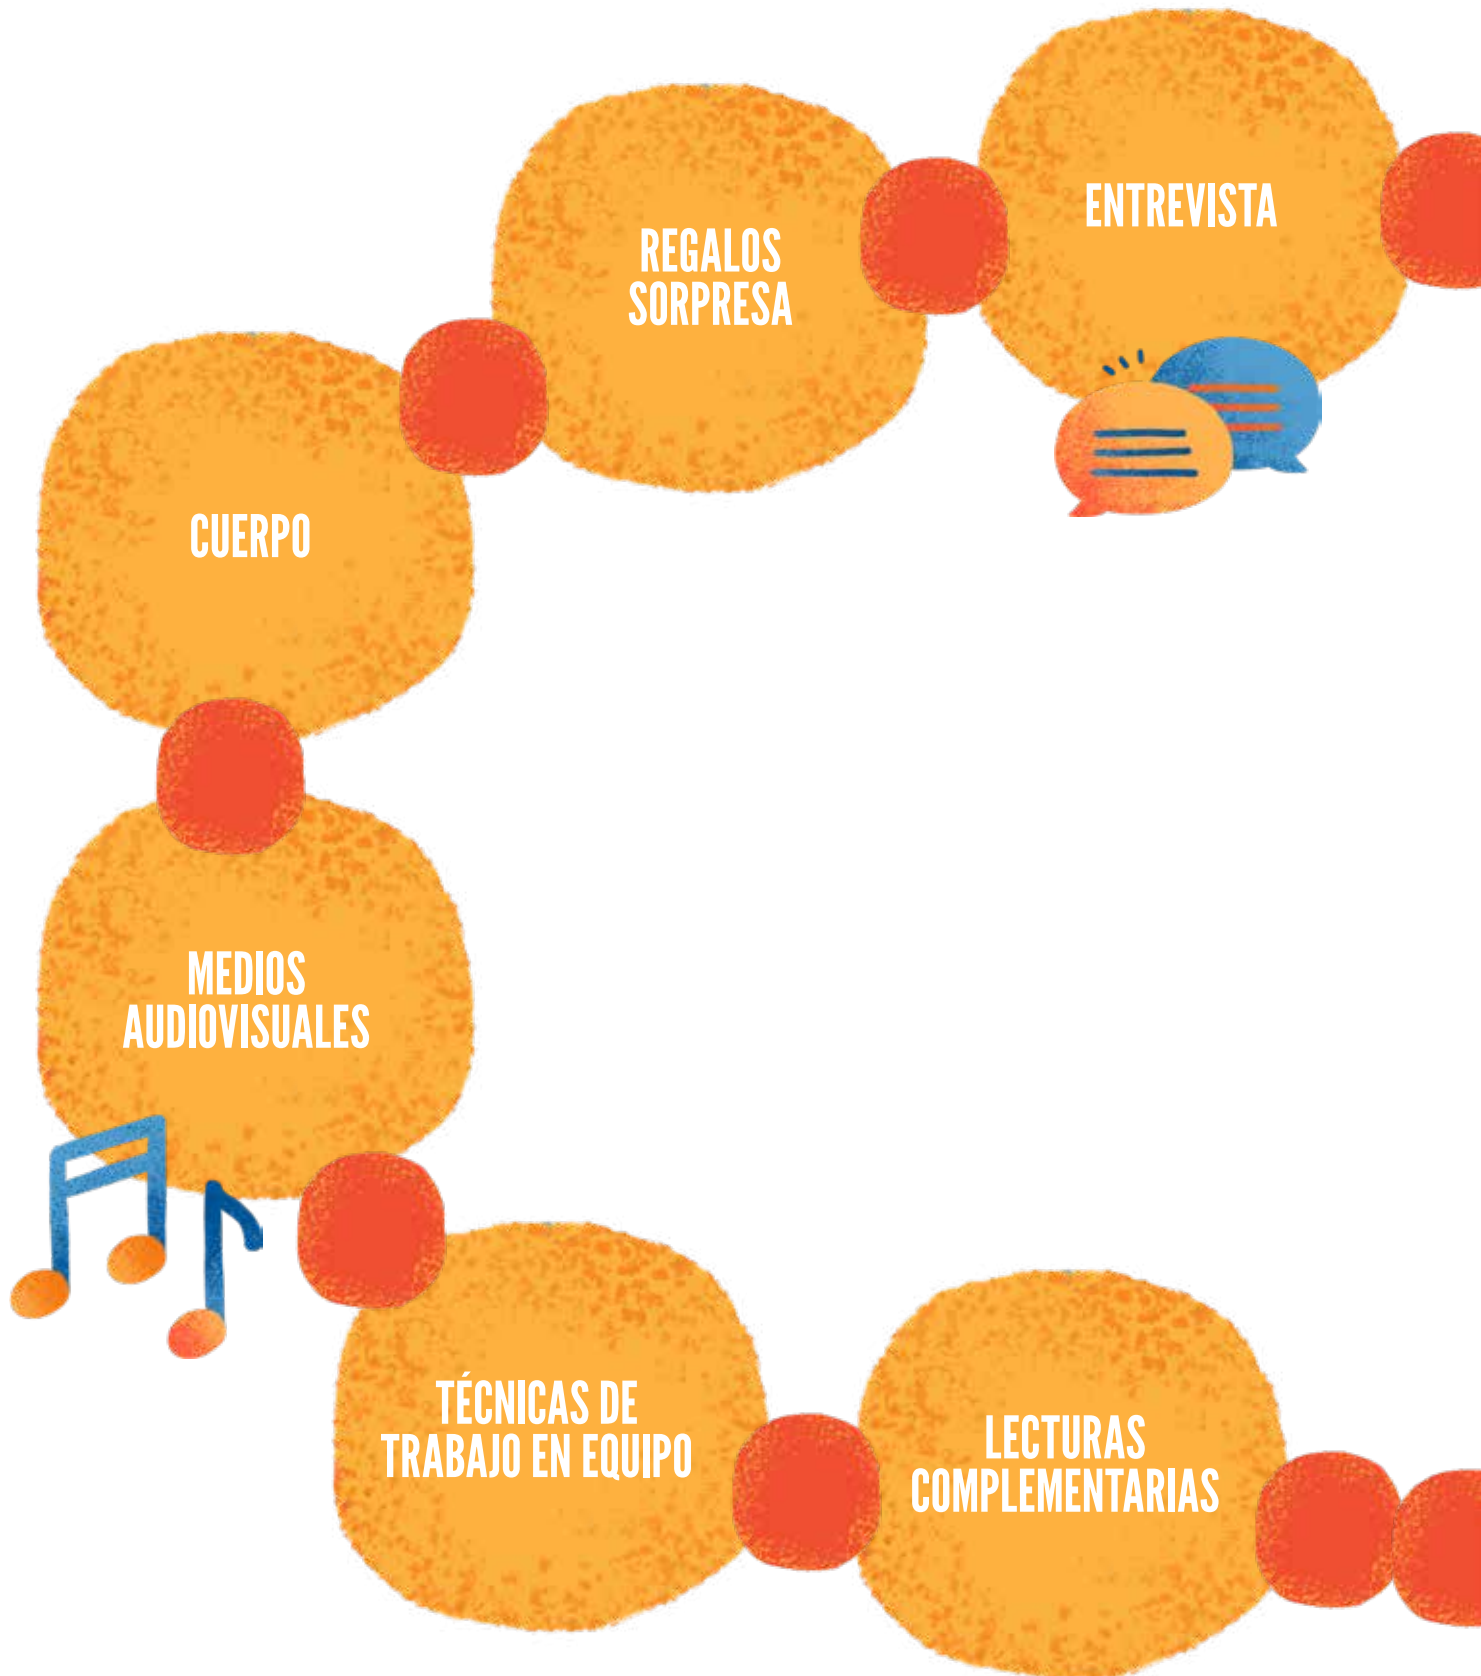 ENTREVISTA
REGALOS
SORPRESA
CUERPO
MEDIOS
AUDIOVISUALES
TÉCNICAS DE
TRABAJO EN EQUIPO
LECTURAS
COMPLEMENTARIAS